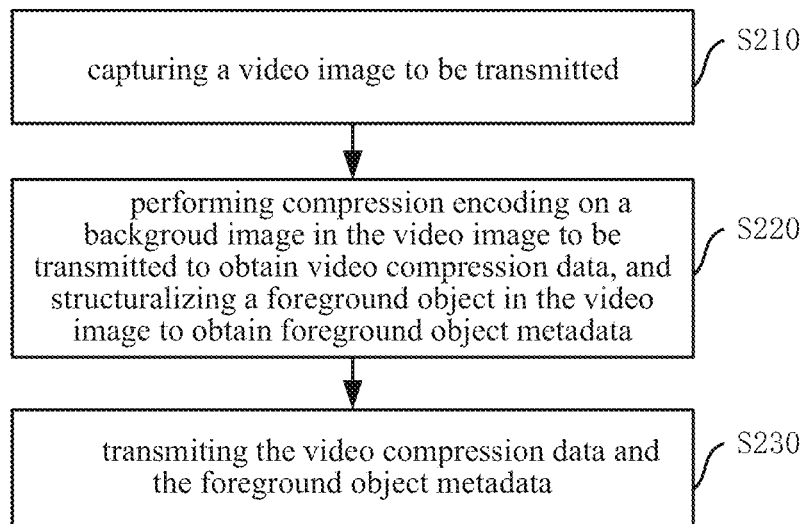 capturing a video image to be transmitted
S210
performing compression encoding on a
backgroud image in the video image to be
transmitted to obtain video compression data, and
structuralizing a foreground object in the video
image to obtain foreground object metadata
S220
transmiting the video compression data and
the foreground object metadata
S230